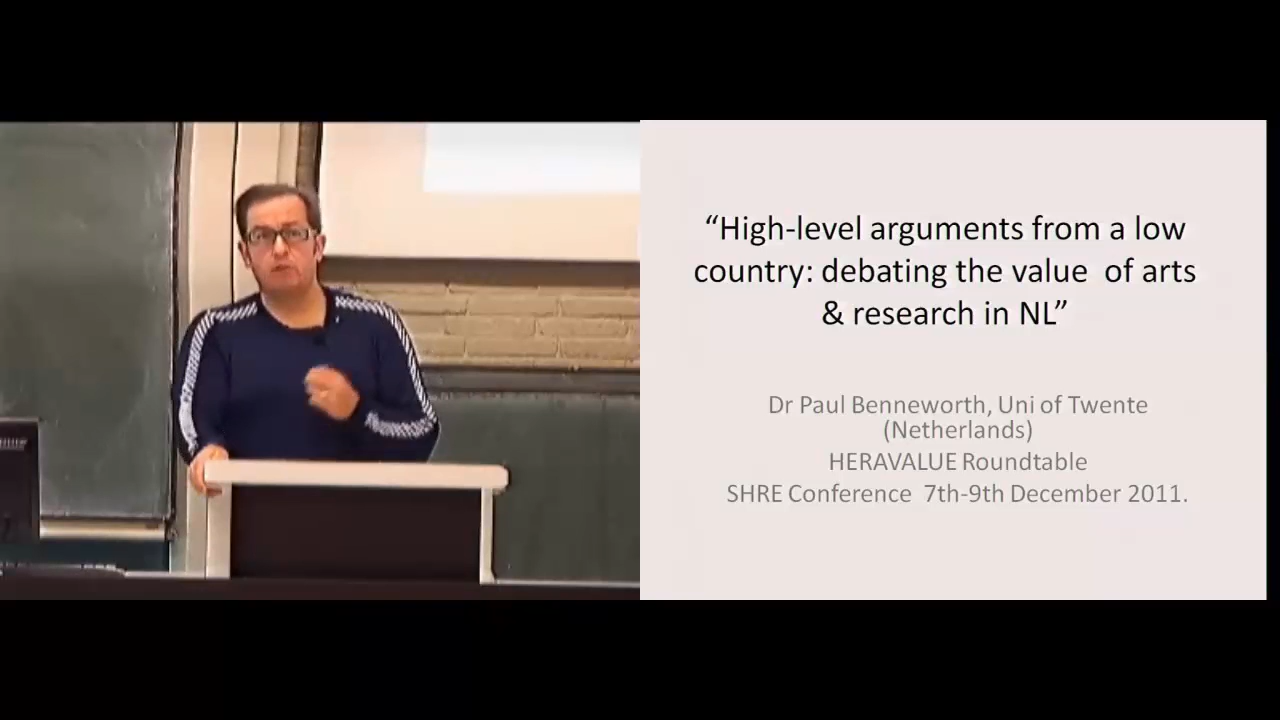 “High-level arguments from a low
country: debating the value  of arts
& research in NL”
Dr Paul Benneworth, Uni of Twente
(Netherlands)
HERAVALUE Roundtable
SHRE Conference  7th-9th December 2011.